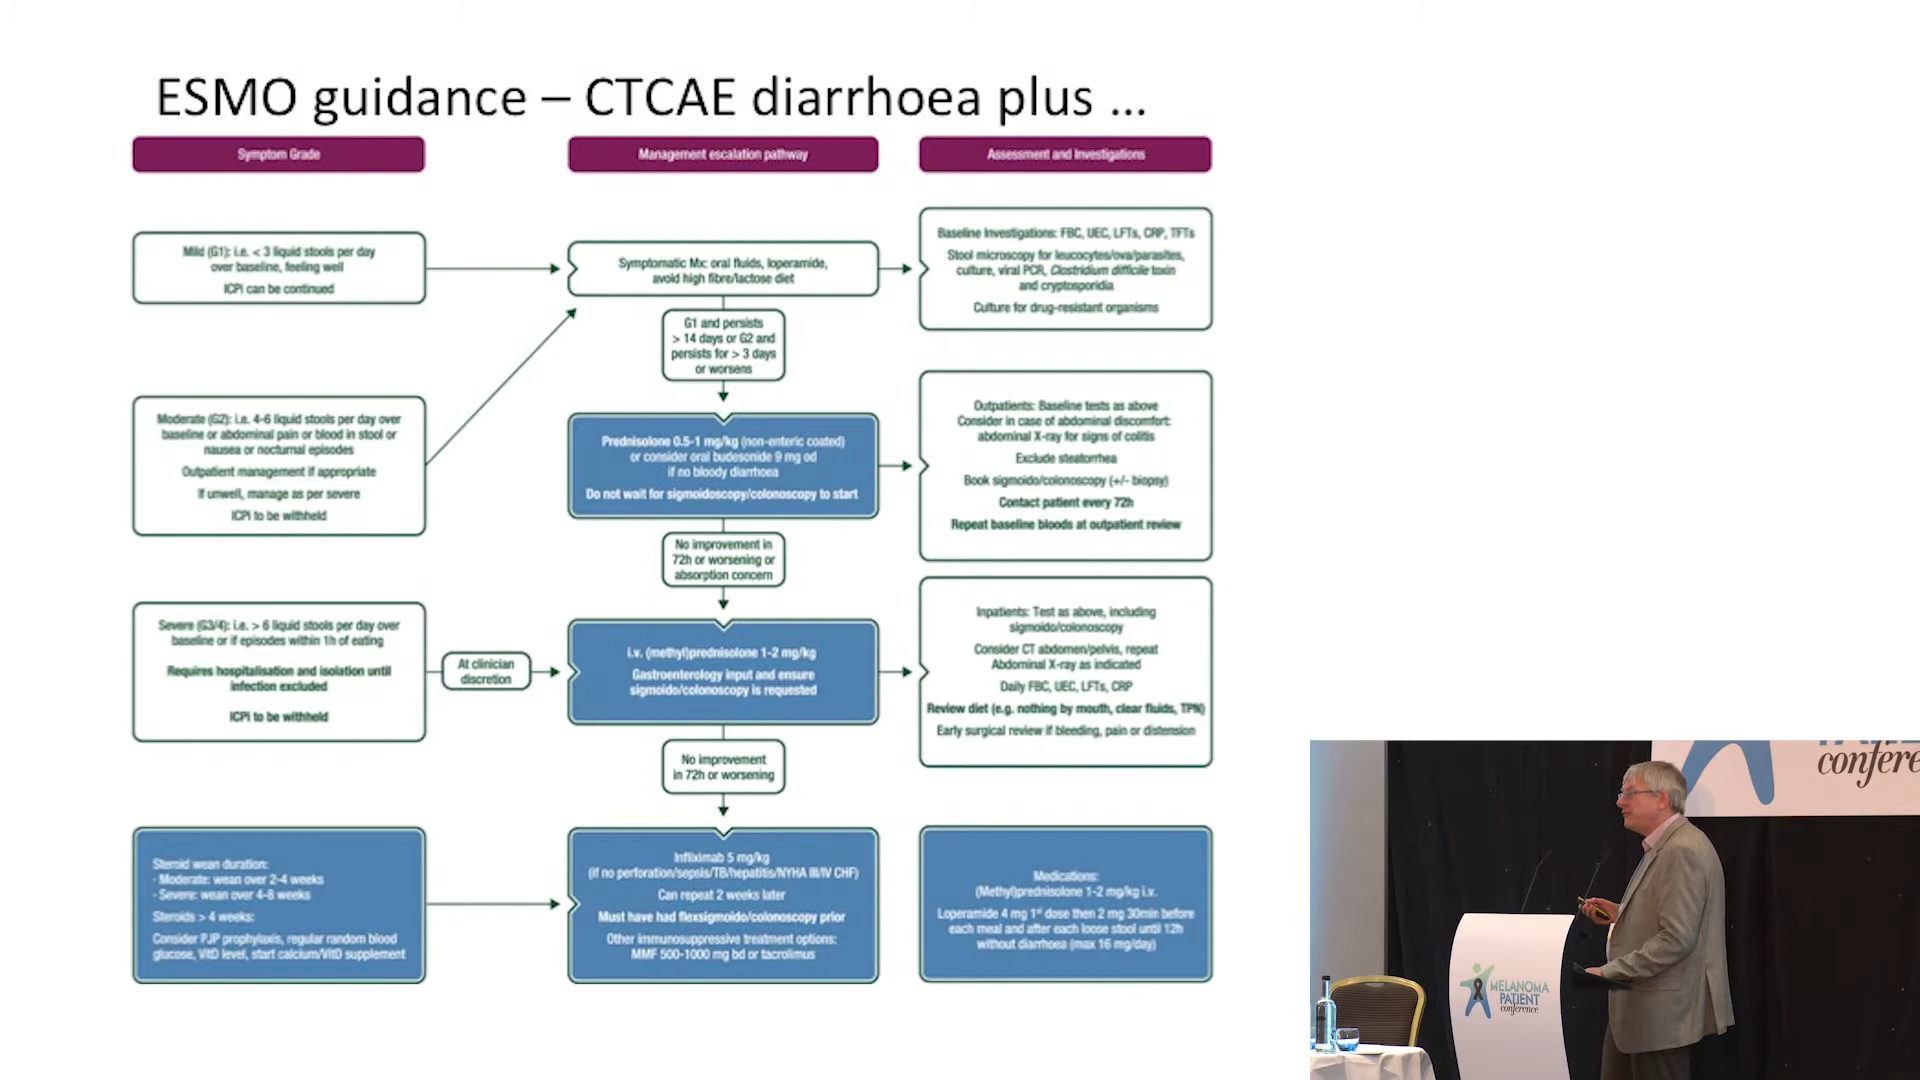 ESMO guidance – CTCAE diarrhoea plus ...
Symptom Grade
Management escalation pathway
Assessment and Investigations
Mild (G1): i.e. < 3 liquid stools per day
over baseline, feeling well
ICPi can be continued
Symptomatic Mx: oral fluids, loperamide,
avoid high fibre/lactose diet
Baseline Investigations: FBC, UEC, LFTs, CRP, TFTs
Stool microscopy for leucocytes/ova/parasites,
culture, viral PCR, Clostridium difficile toxin
and cryptosporidia
Culture for drug-resistant organisms
G1 and persists
> 14 days or G2 and
persists for > 3 days
or worsens
Moderate (G2): i.e. 4-6 liquid stools per day over
baseline or abdominal pain or blood in stool or
nausea or nocturnal episodes
Outpatient management if appropriate
If unwell, manage as per severe
ICPi to be withheld
Prednisolone 0.5-1 mg/kg (non-enteric coated)
or consider oral budesonide 9 mg od
if no bloody diarrhoea
Do not wait for sigmoidoscopy/colonoscopy to start
Outpatients: Baseline tests as above
Consider in case of abdominal discomfort:
abdominal X-ray for signs of colitis
Exclude steatorrhea
Book sigmoido/colonoscopy (+/- biopsy)
Contact patient every 72h
Repeat baseline bloods at outpatient review
No improvement in
72h or worsening or
absorption concern
Severe (G3/4): i.e. > 6 liquid stools per day over
baseline or if episodes within 1h of eating
Requires hospitalisation and isolation until
infection excluded
ICPi to be withheld
At clinician
discretion
i.v. (methyl)prednisolone 1-2 mg/kg
Gastroenterology input and ensure
sigmoido/colonoscopy is requested
Inpatients: Test as above, including
sigmoido/colonoscopy
Consider CT abdomen/pelvis, repeat
Abdominal X-ray as indicated
Daily FBC, UEC, LFTs, CRP
Review diet (e.g. nothing by mouth, clear fluids, TPN)
Early surgical review if bleeding, pain or distension
No improvement
in 72h or worsening
Steroid wean duration:
- Moderate: wean over 2-4 weeks
- Severe: wean over 4-8 weeks
Steroids > 4 weeks:
Consider PJP prophylaxis, regular random blood
glucose, VitD level, start calcium/VitD supplement
Infliximab 5 mg/kg
(if no perforation/sepsis/TB/hepatitis/NYHA III/IV CHF)
Can repeat 2 weeks later
Must have had flexsigmoido/colonoscopy prior
Other immunosuppressive treatment options:
MMF 500-1000 mg bd or tacrolimus
Medications:
(Methyl)prednisolone 1-2 mg/kg i.v.
Loperamide 4 mg 1st dose then 2 mg 30min before
each meal and after each loose stool until 12h
without diarrhoea (max 16 mg/day)
confere
MELANOMA
PATIENT
conference